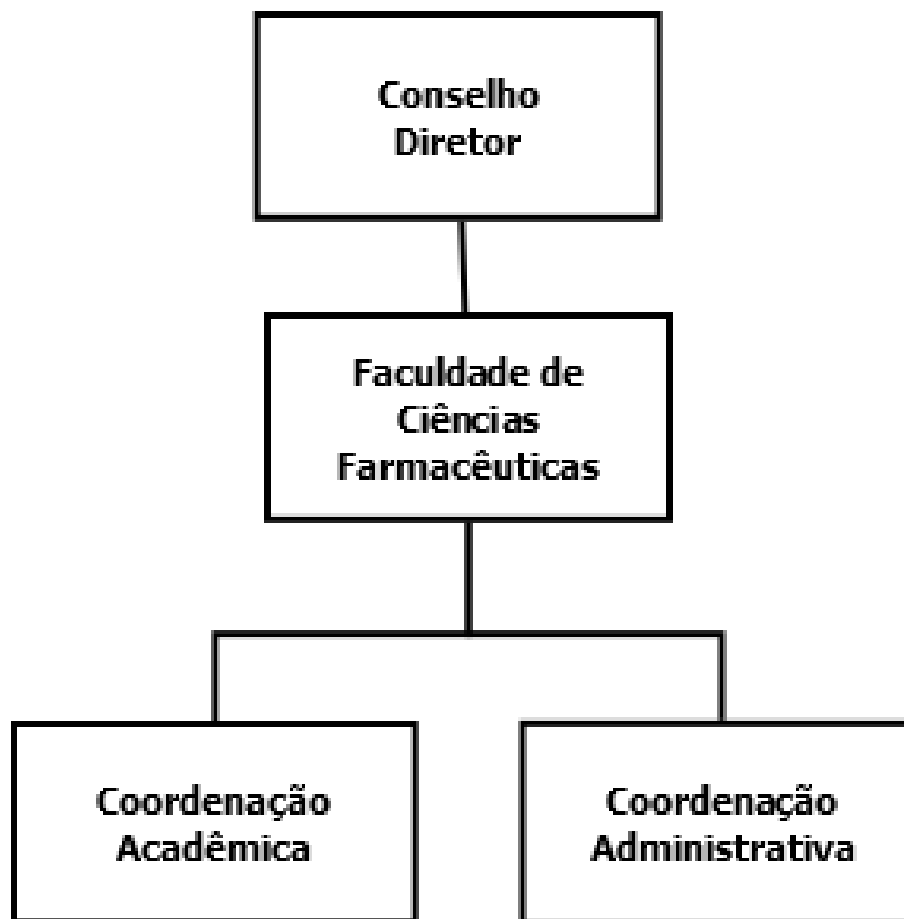 Conselho
Diretor
Faculdade de
Ciências
Farmacêuticas
Coordenação
Acadêmica
Coordenação
Administrativa